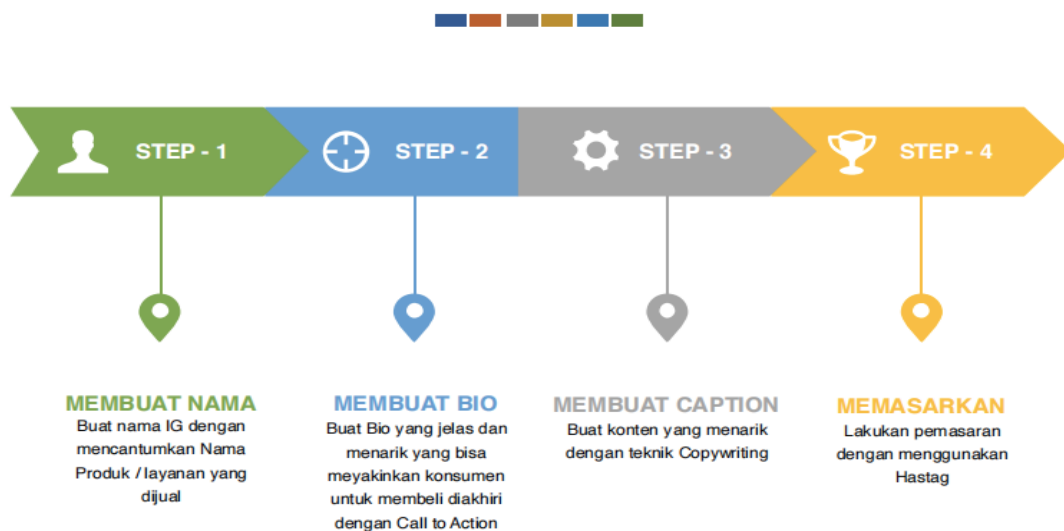 STEP - 1
STEP - 2
STEP - 3
STEP - 4
MEMBUAT NAMA
Buat nama IG dengan
mencantumkan Nama
Produk / layanan yang
dijual
MEMBUAT BIO
Buat Bio yang jelas dan
menarik yang bisa
meyakinkan konsumen
untuk membeli diakhiri
dengan Call to Action
MEMBUAT CAPTION
Buat konten yang menarik
dengan teknik Copywriting
MEMASARKAN
Lakukan pemasaran
dengan menggunakan
Hastag